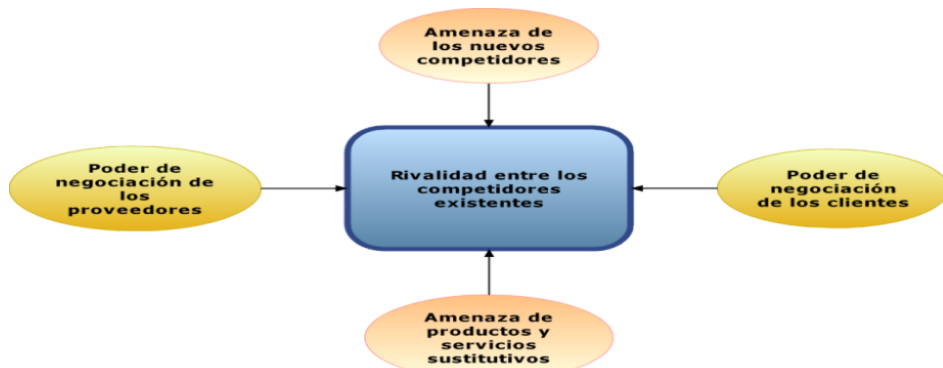 Amenaza de
los nuevos
competidores
Poder de
negociación de
los
proveedores
Rivalidad entre los
competidores
existentes
Poder de
negociación
de los clientes
Amenaza de
productos y
servicios
sustitutivos